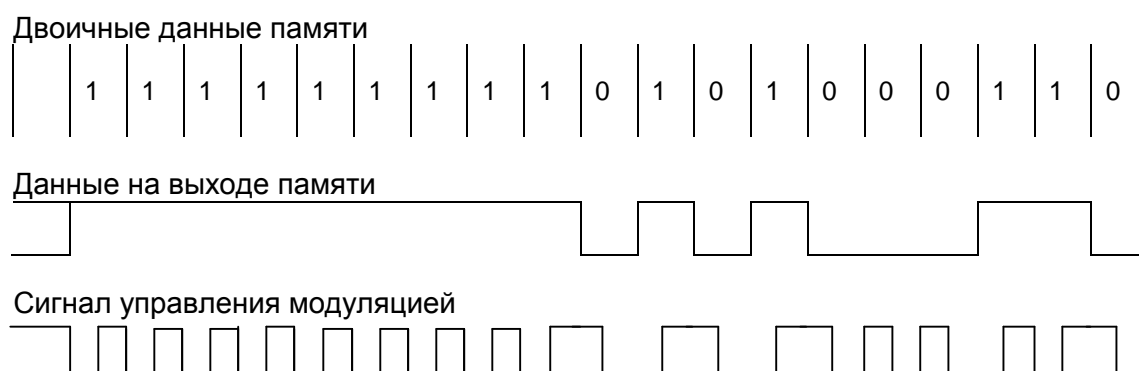 Двоичные данные памяти
1 1 1 1 1 1 1 1 1 0 1 0 1 0 0 0 1 1 0
Данные на выходе памяти
Сигнал управления модуляцией